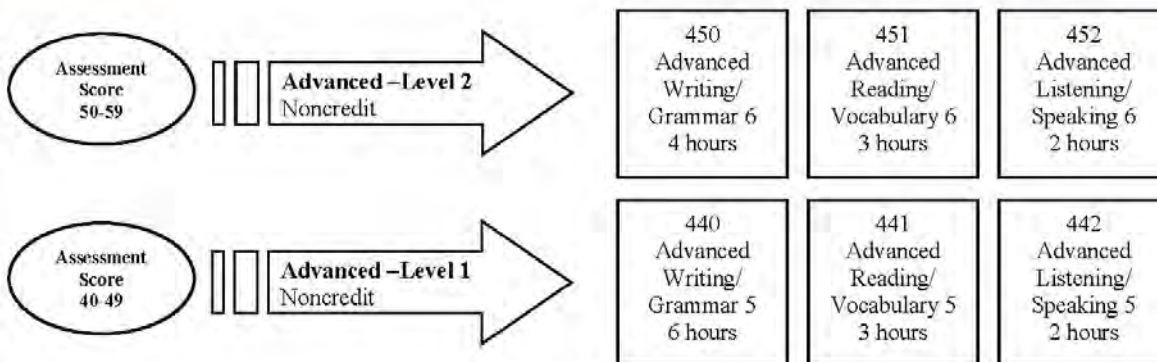 Assessment
Score
50-59
Advanced –Level 2
Noncredit
450
Advanced
Writing/
Grammar 6
4 hours
451
Advanced
Reading/
Vocabulary 6
3 hours
452
Advanced
Listening/
Speaking 6
2 hours
Assessment
Score
40-49
Advanced –Level 1
Noncredit
440
Advanced
Writing/
Grammar 5
6 hours
441
Advanced
Reading/
Vocabulary 5
3 hours
442
Advanced
Listening/
Speaking 5
2 hours